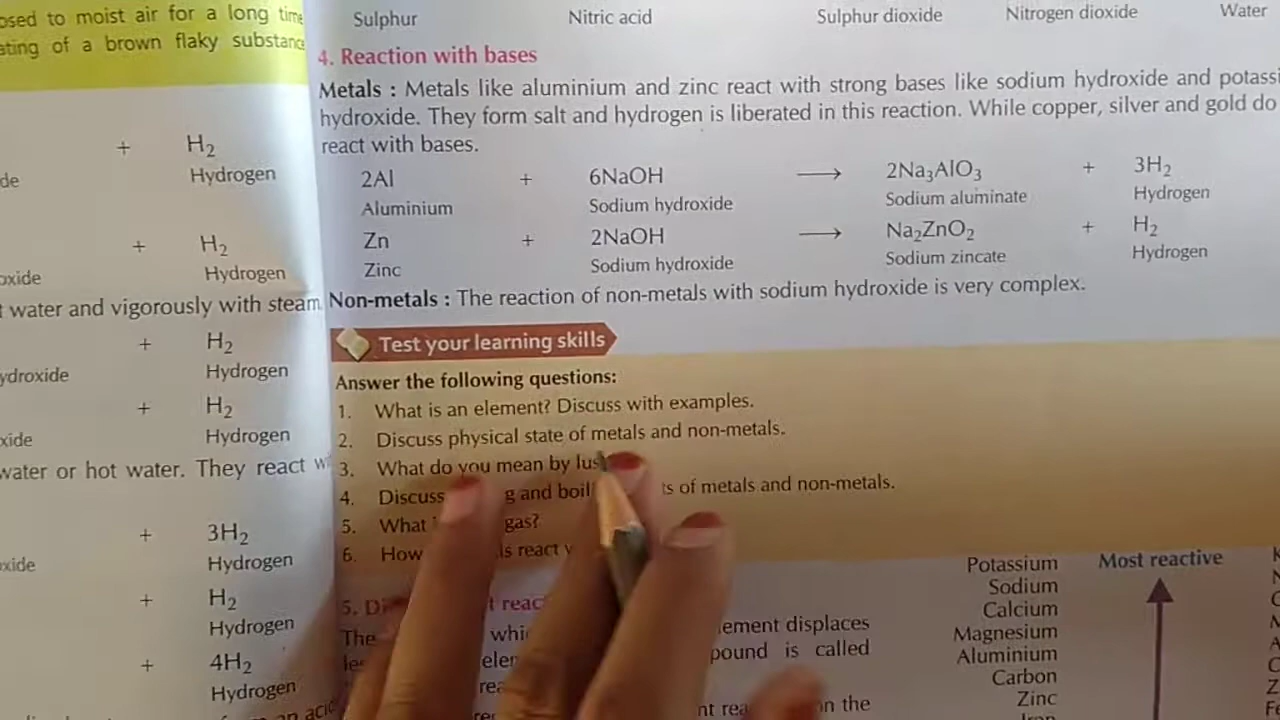 osed to moist air for a long time
ating of a brown flaky substance
+ H2
de Hydrogen
+ H2
oxide Hydrogen
t water and vigorously with steam
+ H2
ydroxide Hydrogen
+ H2
xide Hydrogen
water or hot water. They react
+ 3H2
xide Hydrogen
+ H2
Hydrogen
+ 4H2
Hydrogen
an acid
Sulphur Nitric acid Sulphur dioxide Nitrogen dioxide Water
4. Reaction with bases
Metals : Metals like aluminium and zinc react with strong bases like sodium hydroxide and potassi
hydroxide. They form salt and hydrogen is liberated in this reaction. While copper, silver and gold do
react with bases.
2Al + 6NaOH ⟶ 2Na3AlO3 + 3H2
Aluminium Sodium hydroxide Sodium aluminate Hydrogen
Zn + 2NaOH ⟶ Na2ZnO2 + H2
Zinc Sodium hydroxide Sodium zincate Hydrogen
Non-metals : The reaction of non-metals with sodium hydroxide is very complex.
Test your learning skills
Answer the following questions:
1. What is an element? Discuss with examples.
2. Discuss physical state of metals and non-metals.
3. What do you mean by lus
4. Discuss g and boil ts of metals and non-metals.
5. What gas?
6. How ls react
5. D t reac
The whi ement displaces
elem pound is called
rea
nt rea n the
Potassium Most reactive
Sodium
Calcium
Magnesium
Aluminium
Carbon
Zinc
Iron